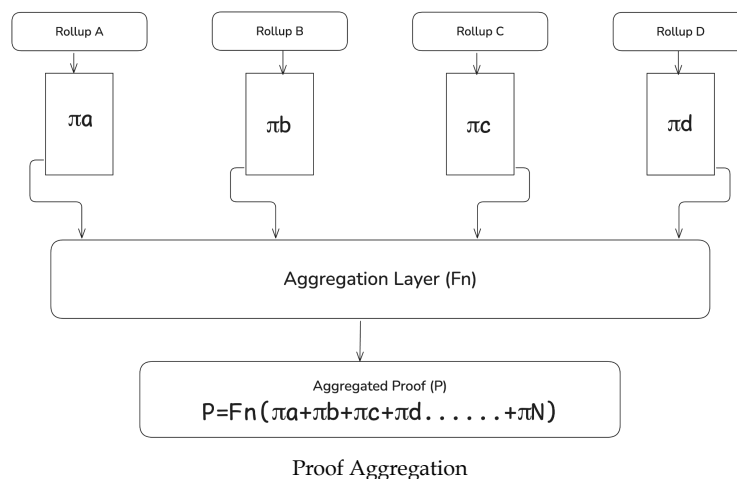 Rollup A
Rollup B
Rollup C
Rollup D
πa
πb
πc
πd
Aggregation Layer (Fn)
Aggregated Proof (P)
P=Fn(πa+πb+πc+πd......+πN)
Proof Aggregation